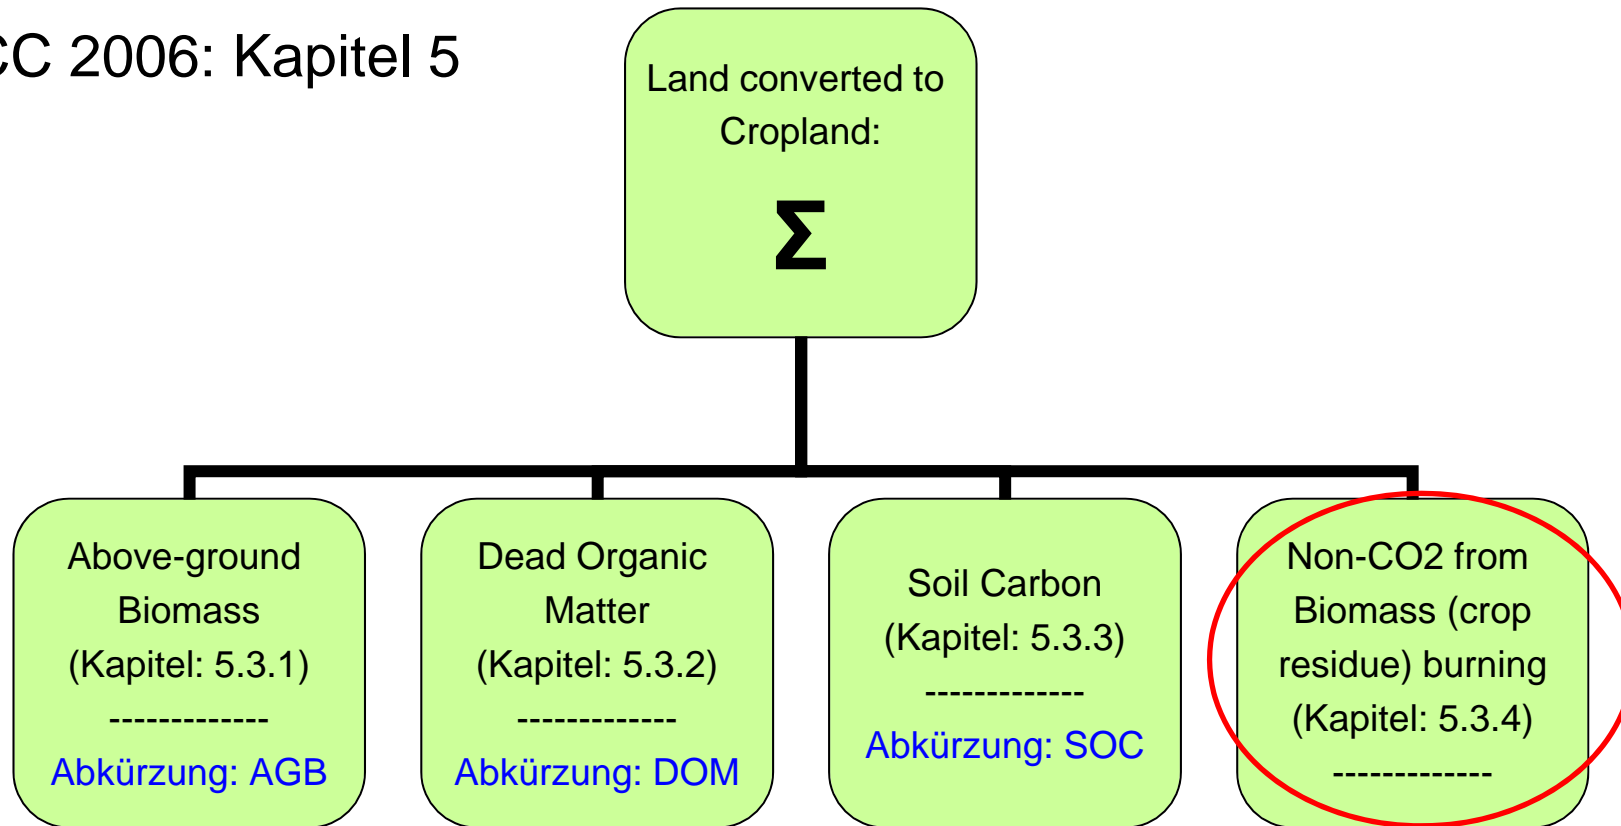 CC 2006: Kapitel 5
Land converted to
Cropland:
Σ
Above-ground
Biomass
(Kapitel: 5.3.1)
-------------
Abkürzung: AGB
Dead Organic
Matter
(Kapitel: 5.3.2)
-------------
Abkürzung: DOM
Soil Carbon
(Kapitel: 5.3.3)
-------------
Abkürzung: SOC
Non-CO2 from
Biomass (crop
residue) burning
(Kapitel: 5.3.4)
-------------